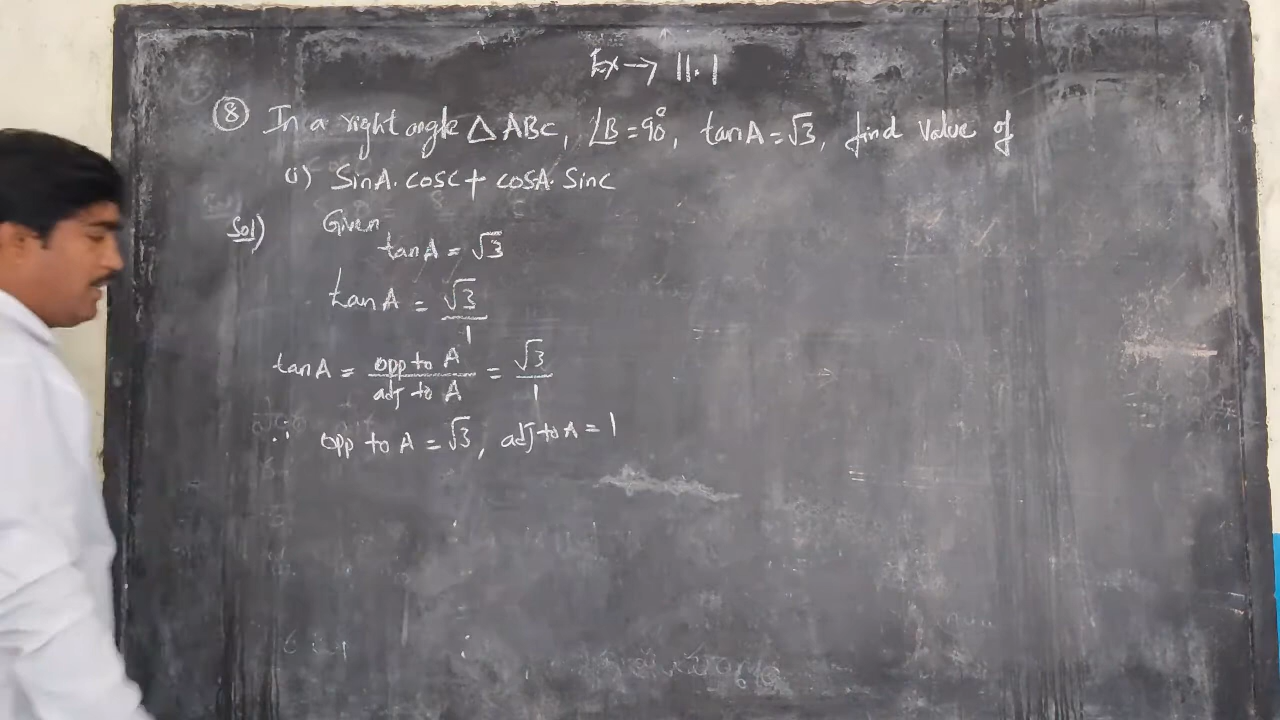 Ex → 11.1
⑧ In a right angle △ ABC, ∠B = 90°, tanA = √3, find value of
(i) SinA. cosC + cosA. SinC
Sol) Given
tanA = √3
tanA = √3/1
tanA = opp to A/adj to A = √3/1
∴ opp to A = √3, adj to A = 1